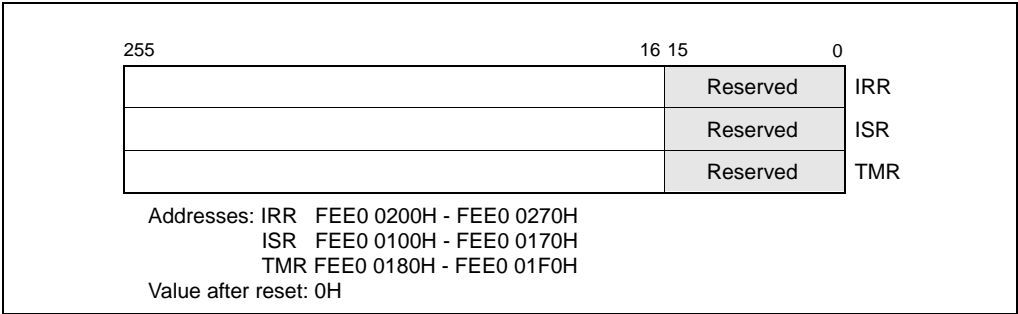 255 16 15 0
Reserved IRR
Reserved ISR
Reserved TMR
Addresses: IRR FEE0 0200H - FEE0 0270H
ISR FEE0 0100H - FEE0 0170H
TMR FEE0 0180H - FEE0 01F0H
Value after reset: 0H